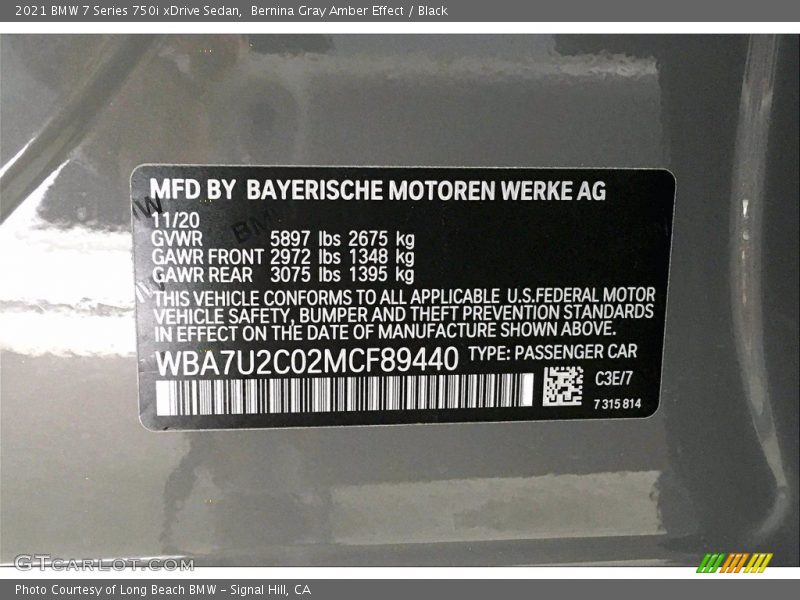 2021 BMW 7 Series 750i xDrive Sedan, Bernina Gray Amber Effect / Black
MFD BY BAYERISCHE MOTOREN WERKE AG
11/20
GVWR 5897 lbs 2675 kg
GAWR FRONT 2972 lbs 1348 kg
GAWR REAR 3075 lbs 1395 kg
THIS VEHICLE CONFORMS TO ALL APPLICABLE U.S.FEDERAL MOTOR
VEHICLE SAFETY, BUMPER AND THEFT PREVENTION STANDARDS
IN EFFECT ON THE DATE OF MANUFACTURE SHOWN ABOVE.
WBA7U2C02MCF89440 TYPE: PASSENGER CAR
C3E/7
7 315 814
GTCARLOT.COM
Photo Courtesy of Long Beach BMW – Signal Hill, CA